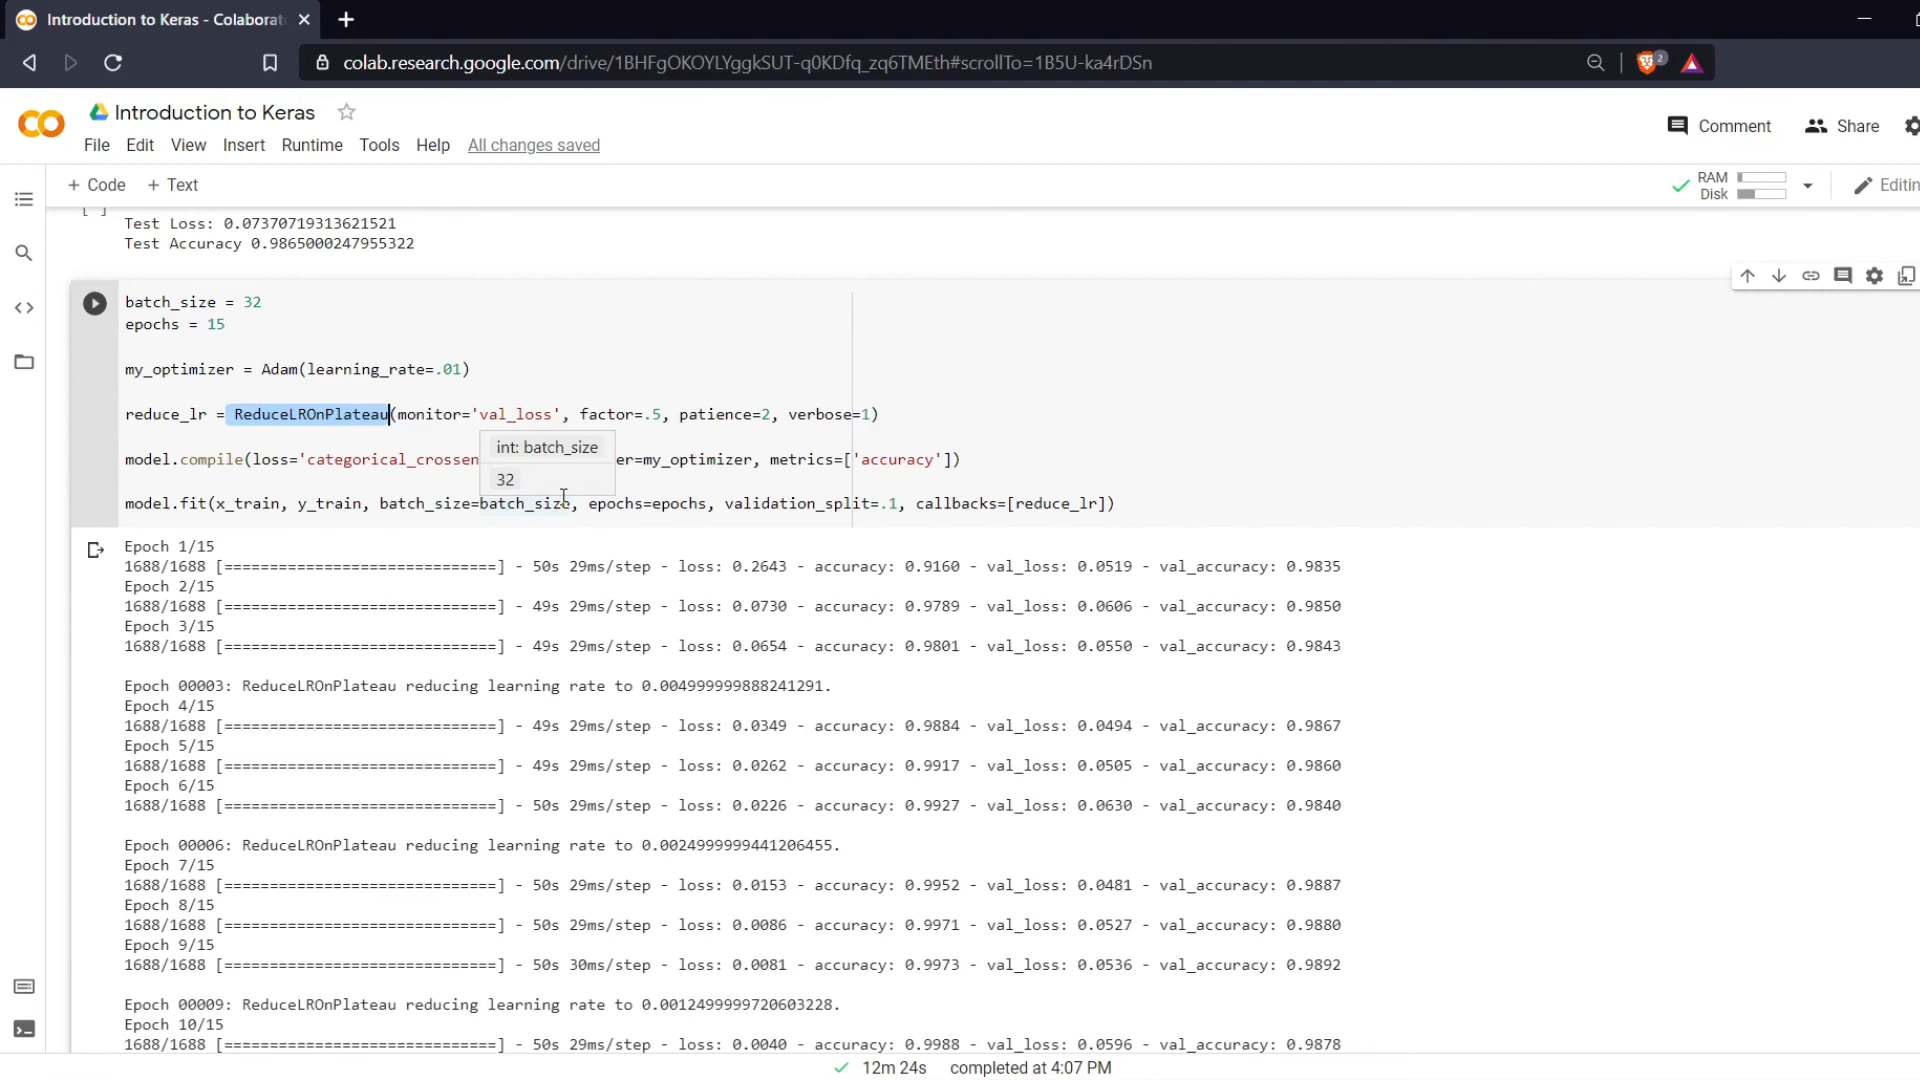 Introduction to Keras - Colaborat
colab.research.google.com/drive/1BHFgOKOYLYggkSUT-q0KDfq_zq6TMEth#scrollTo=1B5U-ka4rDSn
2
Introduction to Keras
File Edit View Insert Runtime Tools Help All changes saved
Comment Share
+ Code + Text
RAM
Disk
Editin
[ ]
Test Loss: 0.07370719313621521
Test Accuracy 0.9865000247955322
batch_size = 32
epochs = 15
my_optimizer = Adam(learning_rate=.01)
reduce_lr = ReduceLROnPlateau(monitor='val_loss', factor=.5, patience=2, verbose=1)
int: batch_size
model.compile(loss='categorical_crossen er=my_optimizer, metrics=['accuracy'])
32
model.fit(x_train, y_train, batch_size=batch_size, epochs=epochs, validation_split=.1, callbacks=[reduce_lr])
Epoch 1/15
1688/1688 [==============================] - 50s 29ms/step - loss: 0.2643 - accuracy: 0.9160 - val_loss: 0.0519 - val_accuracy: 0.9835
Epoch 2/15
1688/1688 [==============================] - 49s 29ms/step - loss: 0.0730 - accuracy: 0.9789 - val_loss: 0.0606 - val_accuracy: 0.9850
Epoch 3/15
1688/1688 [==============================] - 49s 29ms/step - loss: 0.0654 - accuracy: 0.9801 - val_loss: 0.0550 - val_accuracy: 0.9843
Epoch 00003: ReduceLROnPlateau reducing learning rate to 0.004999999888241291.
Epoch 4/15
1688/1688 [==============================] - 49s 29ms/step - loss: 0.0349 - accuracy: 0.9884 - val_loss: 0.0494 - val_accuracy: 0.9867
Epoch 5/15
1688/1688 [==============================] - 49s 29ms/step - loss: 0.0262 - accuracy: 0.9917 - val_loss: 0.0505 - val_accuracy: 0.9860
Epoch 6/15
1688/1688 [==============================] - 50s 29ms/step - loss: 0.0226 - accuracy: 0.9927 - val_loss: 0.0630 - val_accuracy: 0.9840
Epoch 00006: ReduceLROnPlateau reducing learning rate to 0.0024999999441206455.
Epoch 7/15
1688/1688 [==============================] - 50s 29ms/step - loss: 0.0153 - accuracy: 0.9952 - val_loss: 0.0481 - val_accuracy: 0.9887
Epoch 8/15
1688/1688 [==============================] - 50s 29ms/step - loss: 0.0086 - accuracy: 0.9971 - val_loss: 0.0527 - val_accuracy: 0.9880
Epoch 9/15
1688/1688 [==============================] - 50s 30ms/step - loss: 0.0081 - accuracy: 0.9973 - val_loss: 0.0536 - val_accuracy: 0.9892
Epoch 00009: ReduceLROnPlateau reducing learning rate to 0.0012499999720603228.
Epoch 10/15
1688/1688 [==============================] - 50s 29ms/step - loss: 0.0040 - accuracy: 0.9988 - val_loss: 0.0596 - val_accuracy: 0.9878
12m 24s completed at 4:07 PM